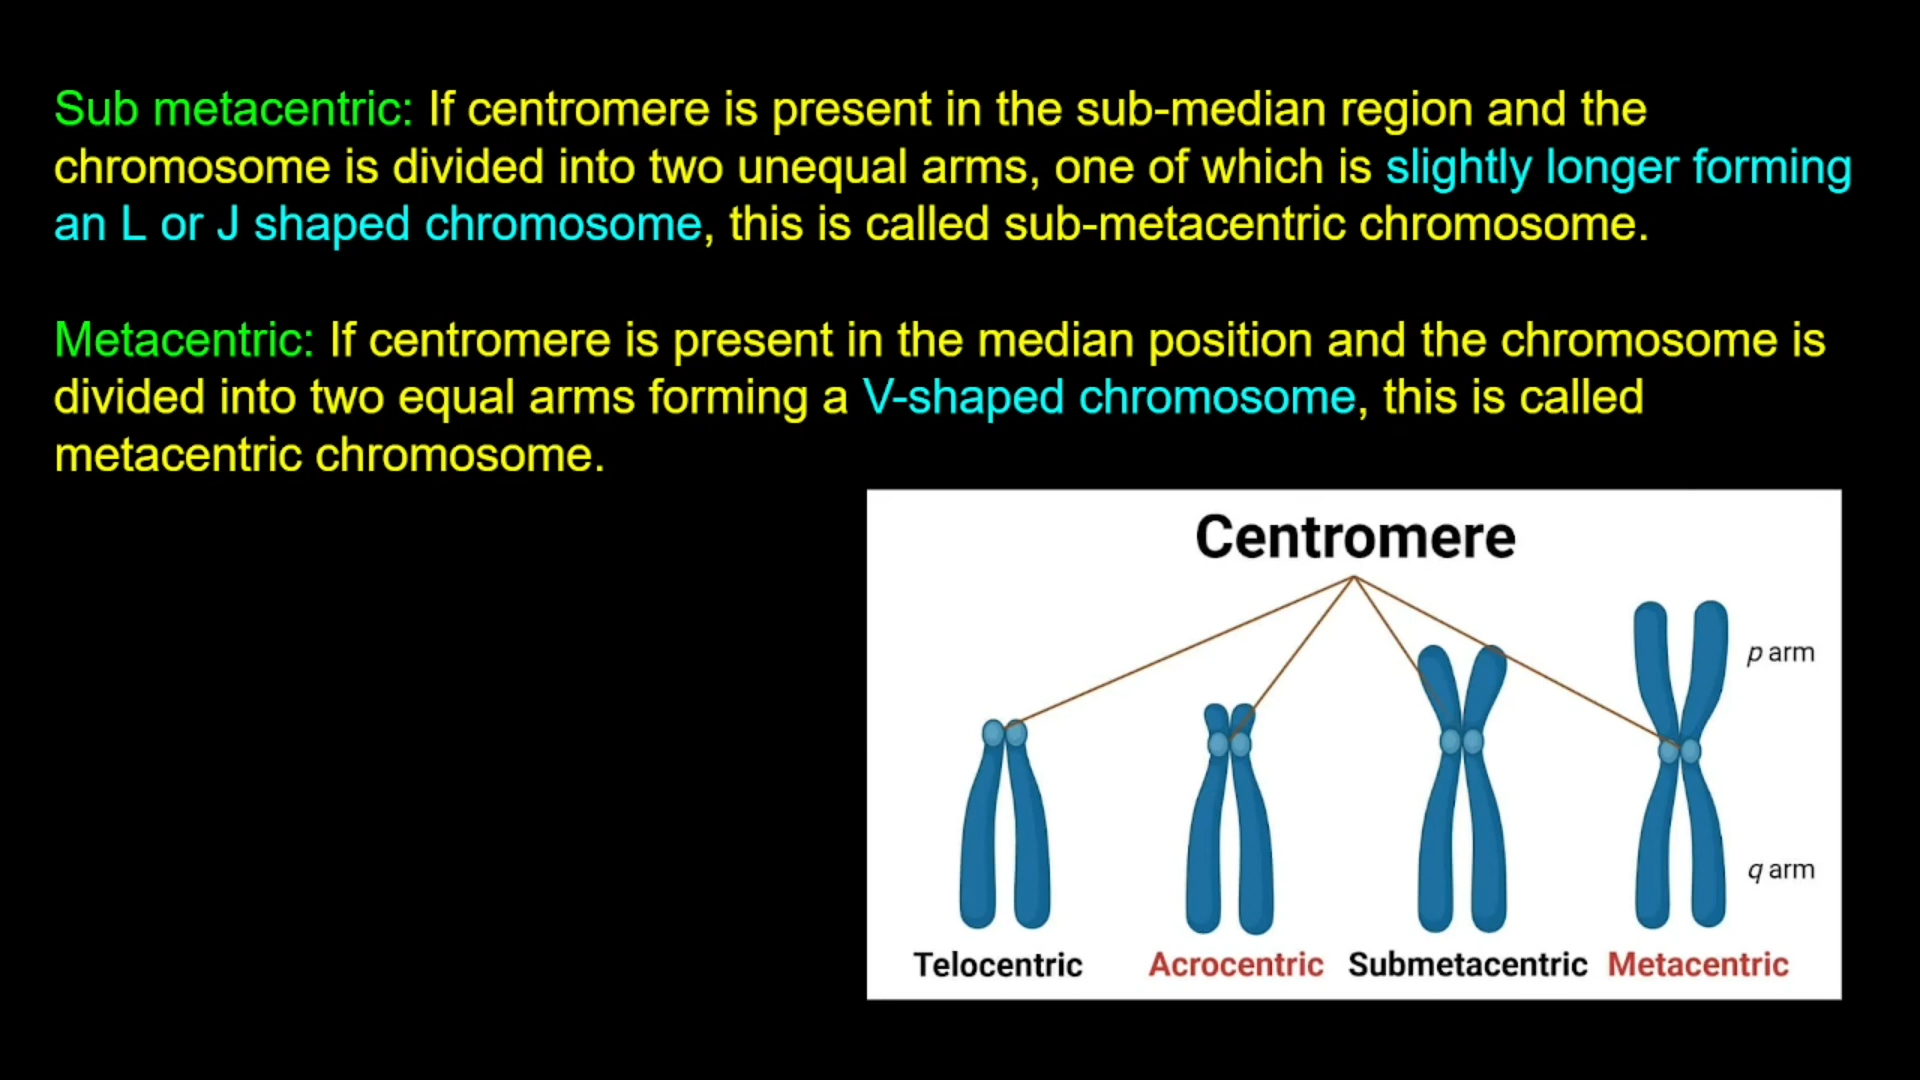 Sub metacentric: If centromere is present in the sub-median region and the
chromosome is divided into two unequal arms, one of which is slightly longer forming
an L or J shaped chromosome, this is called sub-metacentric chromosome.
Metacentric: If centromere is present in the median position and the chromosome is
divided into two equal arms forming a V-shaped chromosome, this is called
metacentric chromosome.
Centromere
p arm
q arm
Telocentric Acrocentric Submetacentric Metacentric